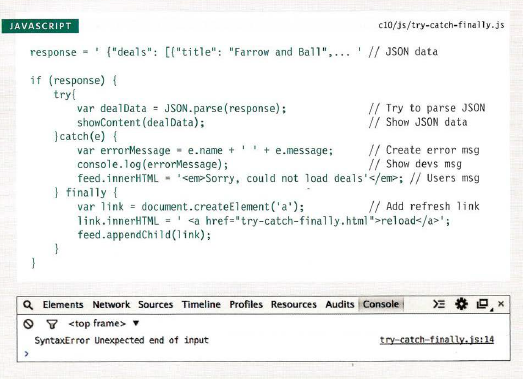 JAVASCRIPT
c10/js/try-catch-finally.js
response = ' {"deals": [{"title": "Farrow and Ball",... ' // JSON data
if (response) {
try{
var dealData = JSON.parse(response); // Try to parse JSON
showContent(dealData); // Show JSON data
}catch(e) {
var errorMessage = e.name + ' ' + e.message; // Create error msg
console.log(errorMessage); // Show devs msg
feed.innerHTML = '<em>Sorry, could not load deals'</em>; // Users msg
} finally {
var link = document.createElement('a'); // Add refresh link
link.innerHTML = ' <a href="try-catch-finally.html">reload</a>';
feed.appendChild(link);
}
}
Elements Network Sources Timeline Profiles Resources Audits Console
<top frame> ▼
SyntaxError Unexpected end of input try-catch-finally.js:14
>